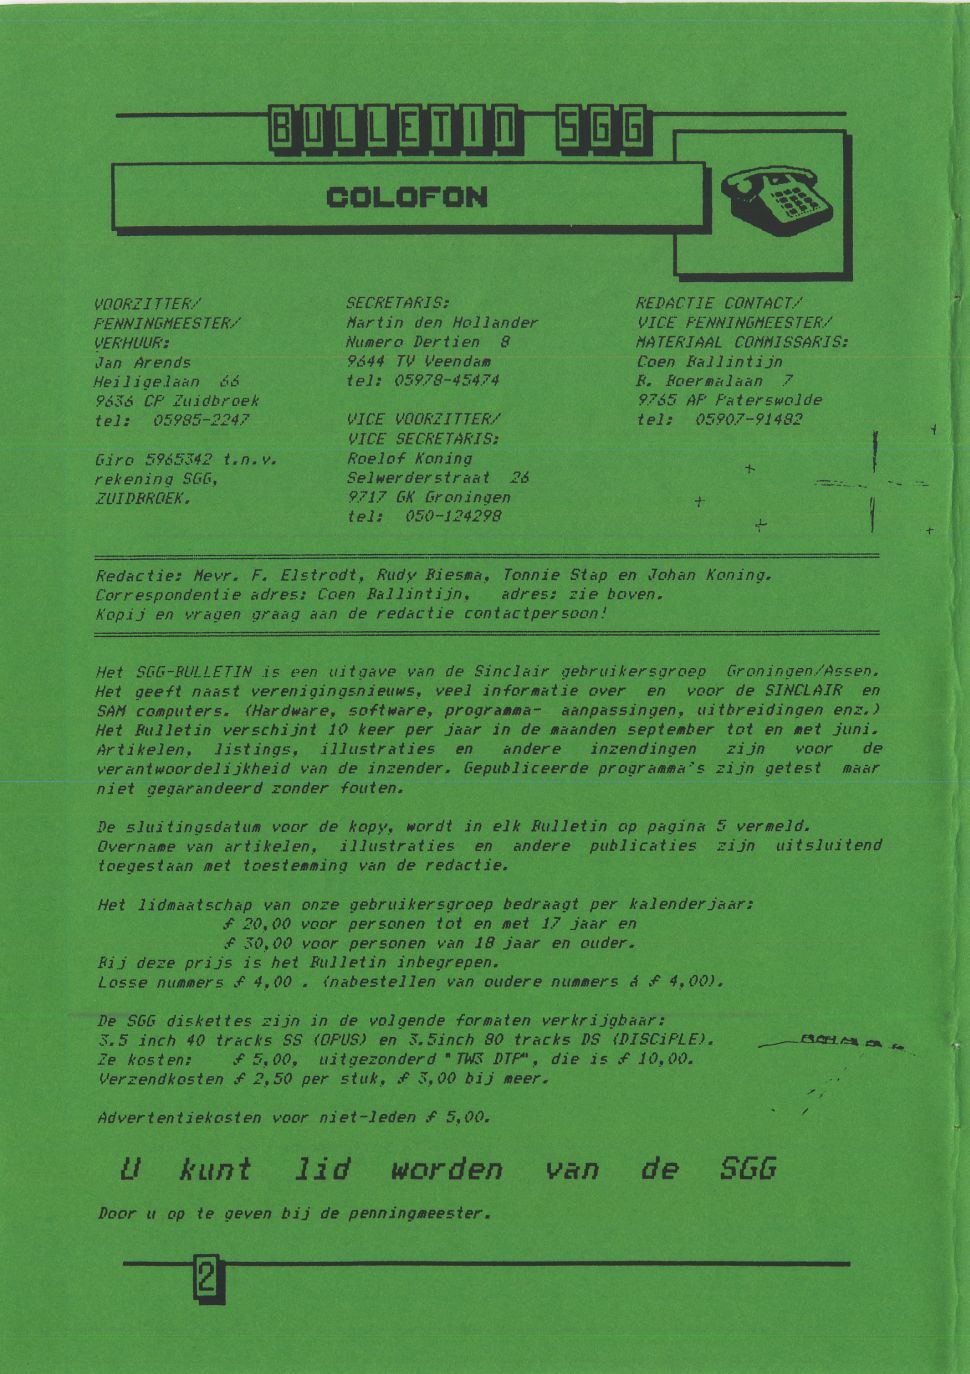 BULLETIN SGG
COLOFON
VOORZITTER/
PENNINGMEESTER/
VERHUUR:
Jan Arends
Heiligelaan 66
9636 CP Zuidbroek
tel: 05985-2247
Giro 5965342 t.n.v.
rekening SGG,
ZUIDBROEK.
SECRETARIS:
Martin den Hollander
Numero Dertien 8
9644 TV Veendam
tel: 05978-45474
VICE VOORZITTER/
VICE SECRETARIS:
Roelof Koning
Selwerderstraat 26
9717 GK Groningen
tel: 050-124298
REDACTIE CONTACT/
VICE PENNINGMEESTER/
MATERIAAL COMMISSARIS:
Coen Ballintijn
B. Boermalaan 7
9765 AP Paterswolde
tel: 05907-91482
Redactie: Mevr. F. Elstrodt, Rudy Biesma, Tonnie Stap en Johan Koning.
Correspondentie adres: Coen Ballintijn, adres: zie boven.
Kopij en vragen graag aan de redactie contactpersoon!
Het SGG-BULLETIN is een uitgave van de Sinclair gebruikersgroep Groningen/Assen.
Het geeft naast verenigingsnieuws, veel informatie over en voor de SINCLAIR en
SAM computers. (Hardware, software, programma- aanpassingen, uitbreidingen enz.)
Het Bulletin verschijnt 10 keer per jaar in de maanden september tot en met juni.
Artikelen, listings, illustraties en andere inzendingen zijn voor de
verantwoordelijkheid van de inzender. Gepubliceerde programma's zijn getest maar
niet gegarandeerd zonder fouten.
De sluitingsdatum voor de kopy, wordt in elk Bulletin op pagina 5 vermeld.
Overname van artikelen, illustraties en andere publicaties zijn uitsluitend
toegestaan met toestemming van de redactie.
Het lidmaatschap van onze gebruikersgroep bedraagt per kalenderjaar:
f 20,00 voor personen tot en met 17 jaar en
f 30,00 voor personen van 18 jaar en ouder.
Bij deze prijs is het Bulletin inbegrepen.
Losse nummers f 4,00 . (nabestellen van oudere nummers á f 4,00).
De SGG diskettes zijn in de volgende formaten verkrijgbaar:
3.5 inch 40 tracks SS (OPUS) en 3.5inch 80 tracks DS (DISCiPLE).
Ze kosten: f 5,00, uitgezonderd "TW3 DTP", die is f 10,00.
Verzendkosten f 2,50 per stuk, f 3,00 bij meer.
Advertentiekosten voor niet-leden f 5,00.
U kunt lid worden van de SGG
Door u op te geven bij de penningmeester.
2